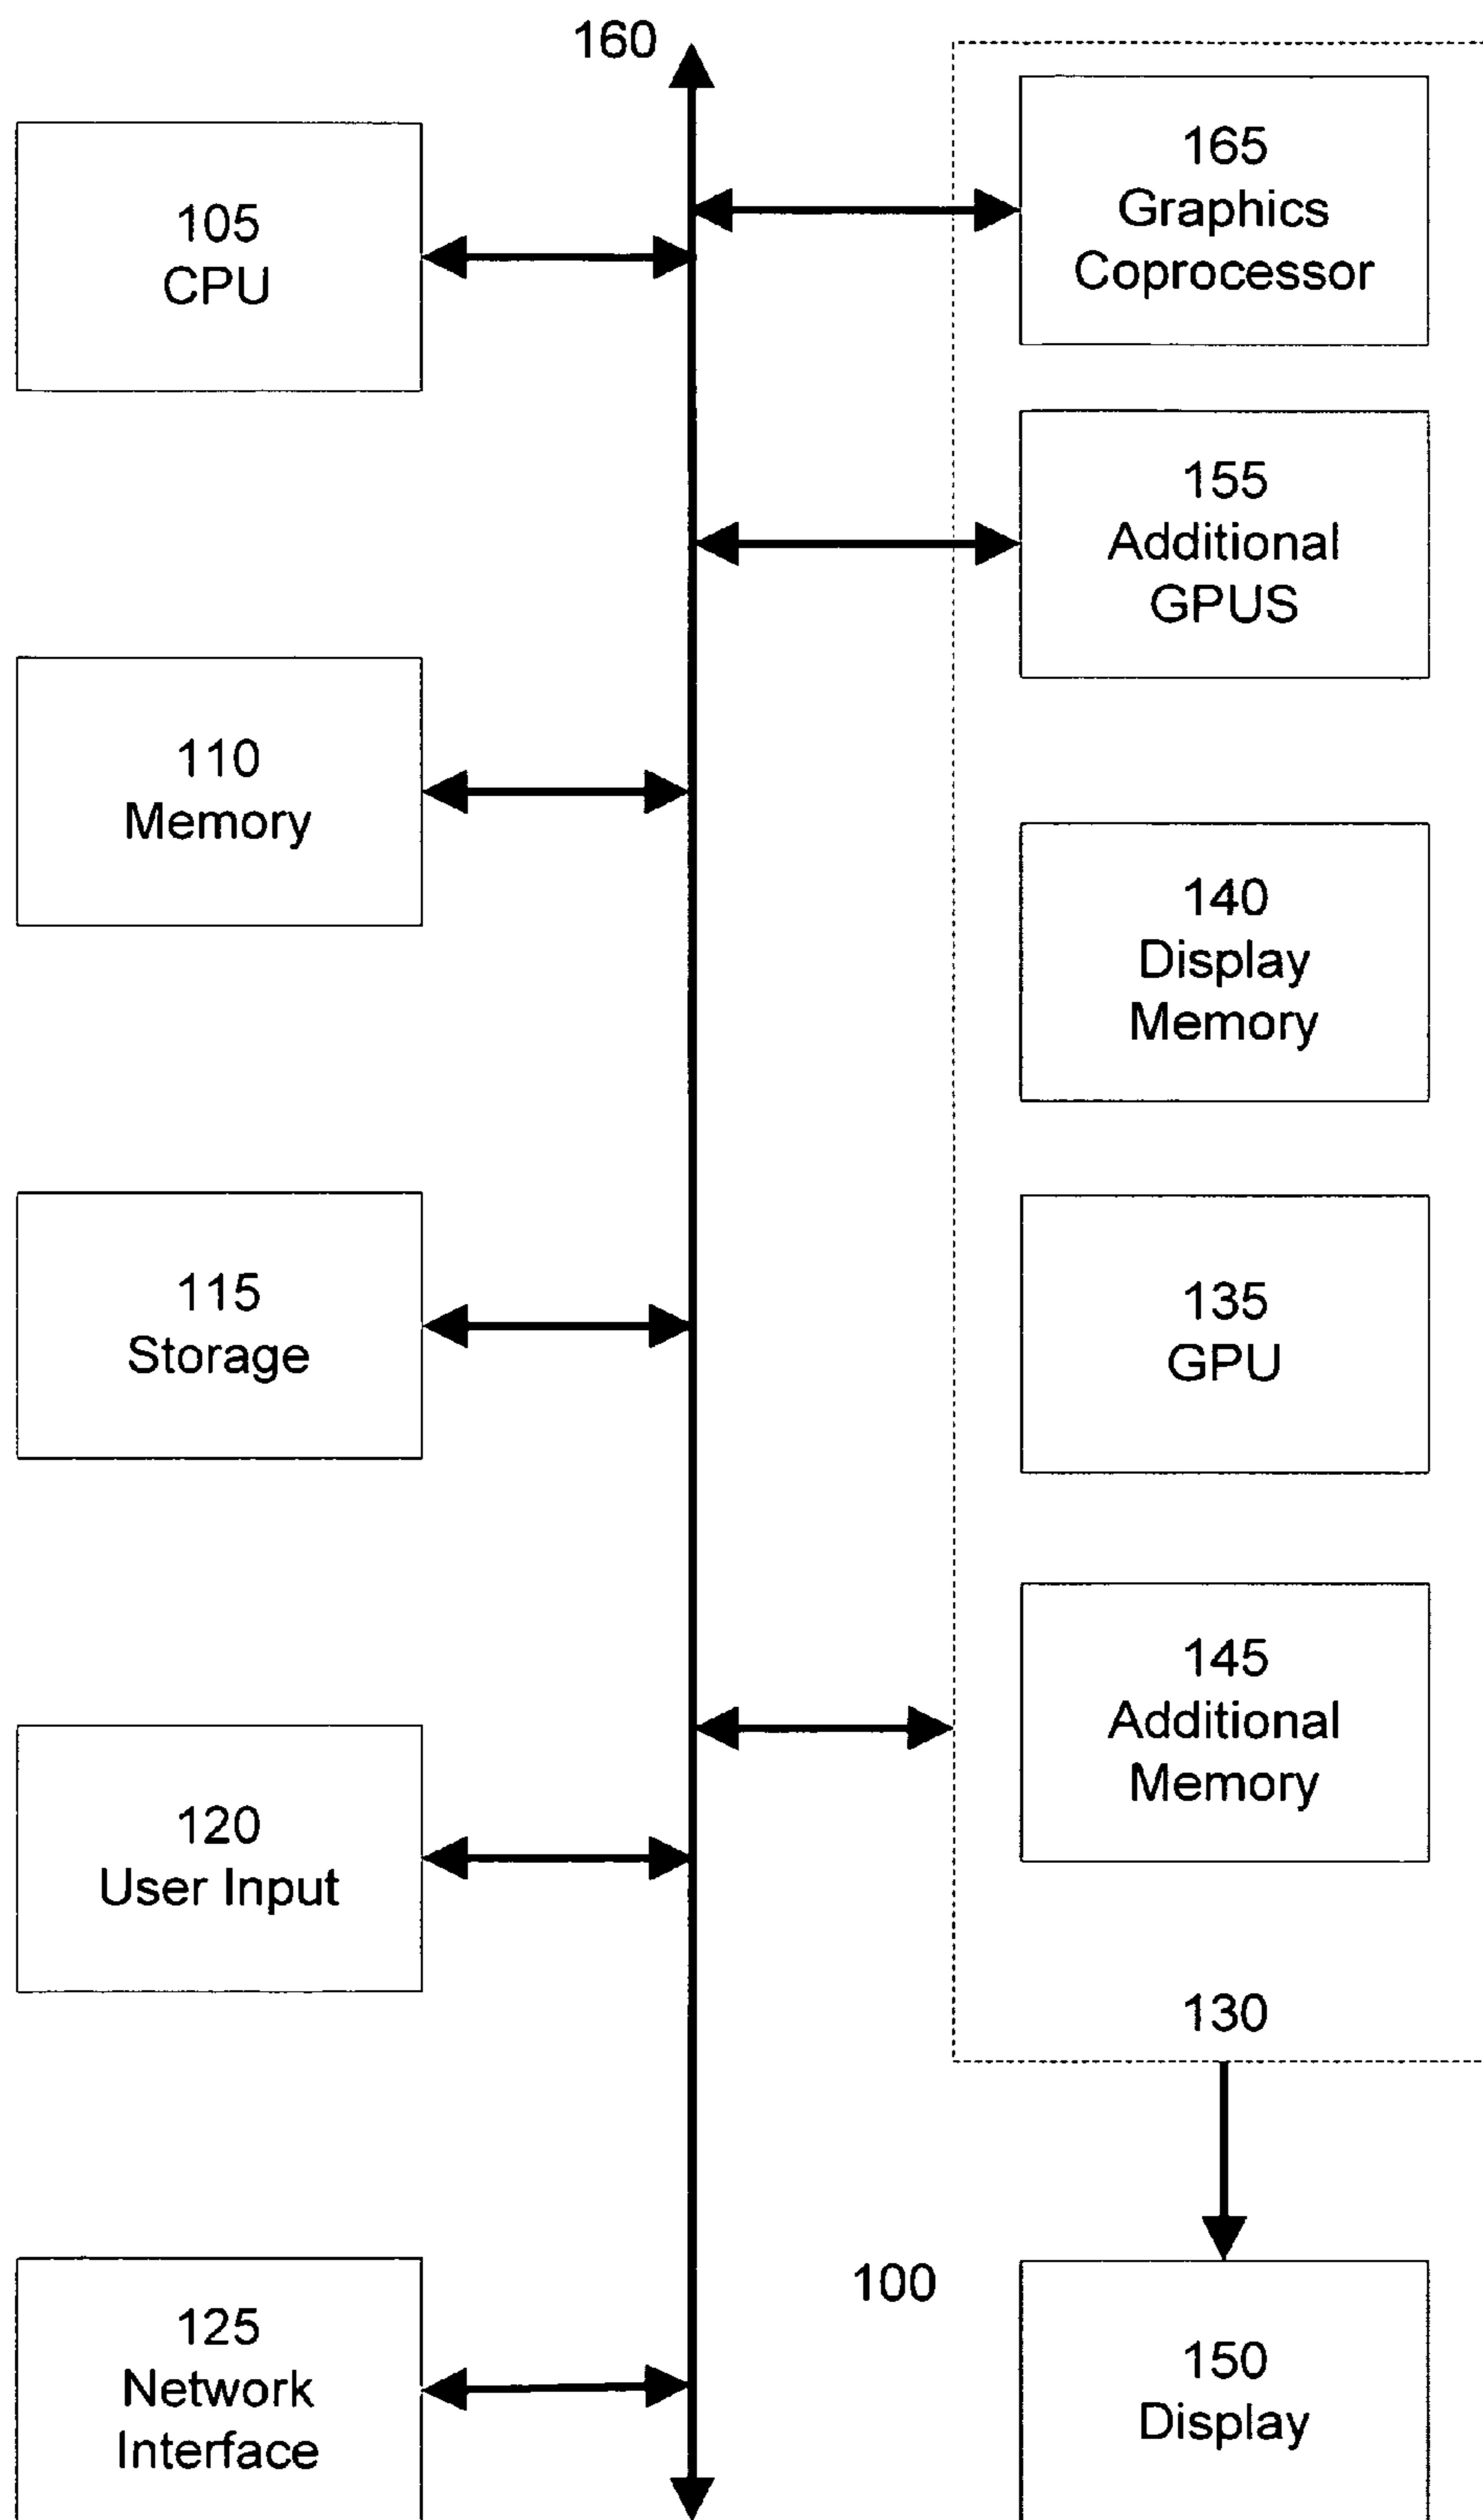 160
105
CPU
110
Memory
115
Storage
120
User Input
125
Network
Interface
165
Graphics
Coprocessor
155
Additional
GPUS
140
Display
Memory
135
GPU
145
Additional
Memory
130
100
150
Display